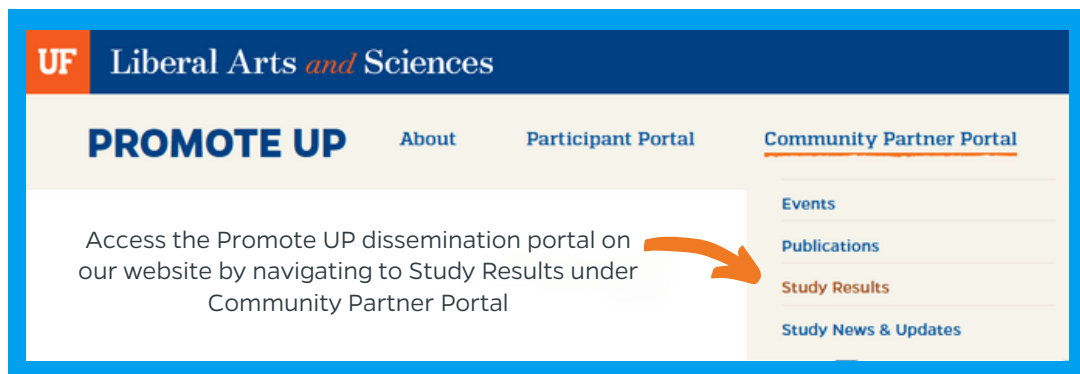 UF Liberal Arts and Sciences
PROMOTE UP About Participant Portal Community Partner Portal
Access the Promote UP dissemination portal on
our website by navigating to Study Results under
Community Partner Portal
Events
Publications
Study Results
Study News & Updates